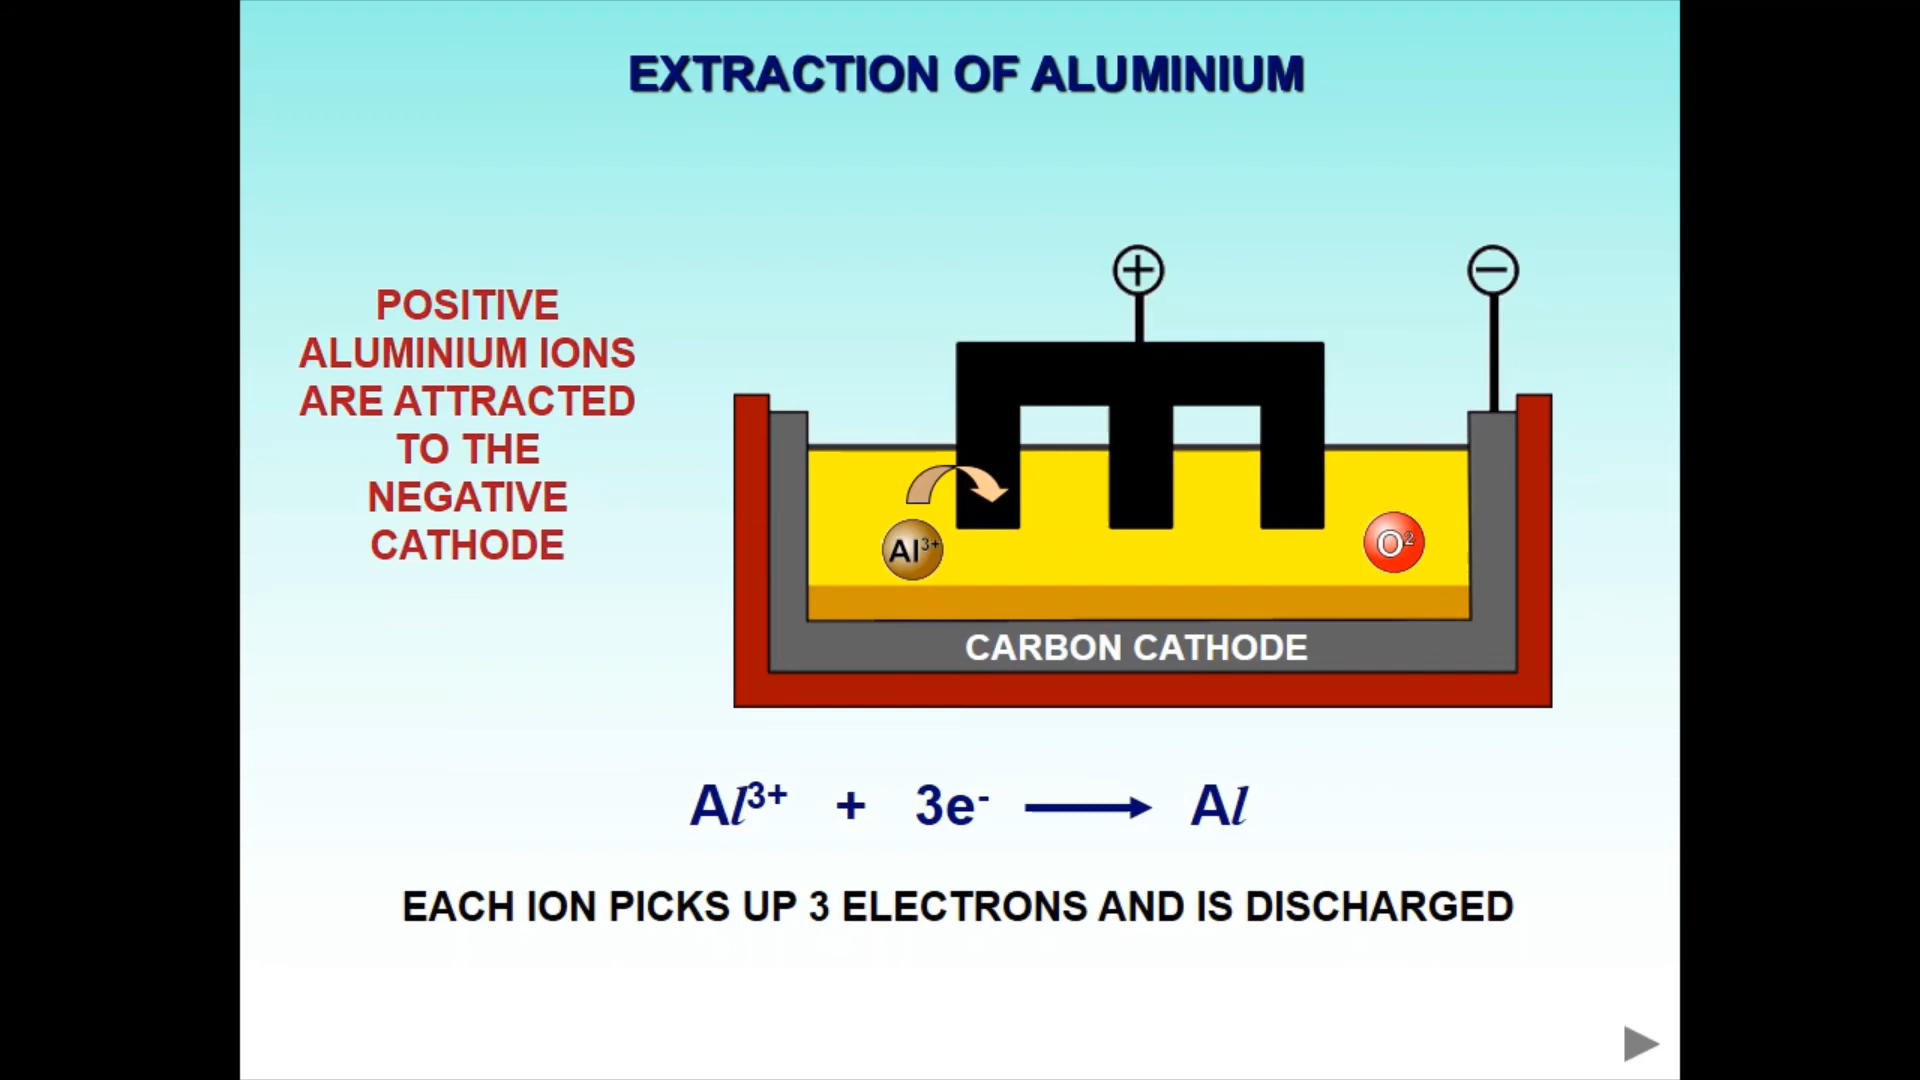 EXTRACTION OF ALUMINIUM
POSITIVE
ALUMINIUM IONS
ARE ATTRACTED
TO THE
NEGATIVE
CATHODE
+
−
Al³⁺
O²
CARBON CATHODE
Al³⁺ + 3e⁻ ⟶ Al
EACH ION PICKS UP 3 ELECTRONS AND IS DISCHARGED